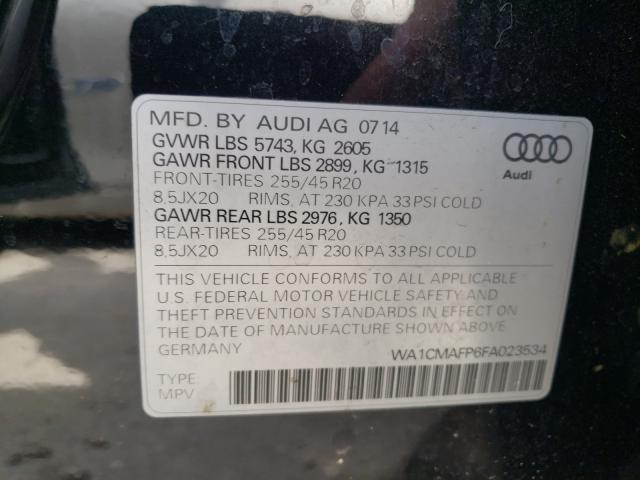 MFD. BY AUDI AG 07 14
GVWR LBS 5743, KG 2605
GAWR FRONT LBS 2899, KG 1315
FRONT-TIRES 255/45 R20
8,5JX20 RIMS, AT 230 KPA 33 PSI COLD
GAWR REAR LBS 2976, KG 1350
REAR-TIRES 255/45 R20
8,5JX20 RIMS, AT 230 KPA 33 PSI COLD
Audi
THIS VEHICLE CONFORMS TO ALL APPLICABLE
U.S. FEDERAL MOTOR VEHICLE SAFETY AND
THEFT PREVENTION STANDARDS IN EFFECT ON
THE DATE OF MANUFACTURE SHOWN ABOVE
GERMANY
WA1CMAFP6FA023534
TYPE
MPV